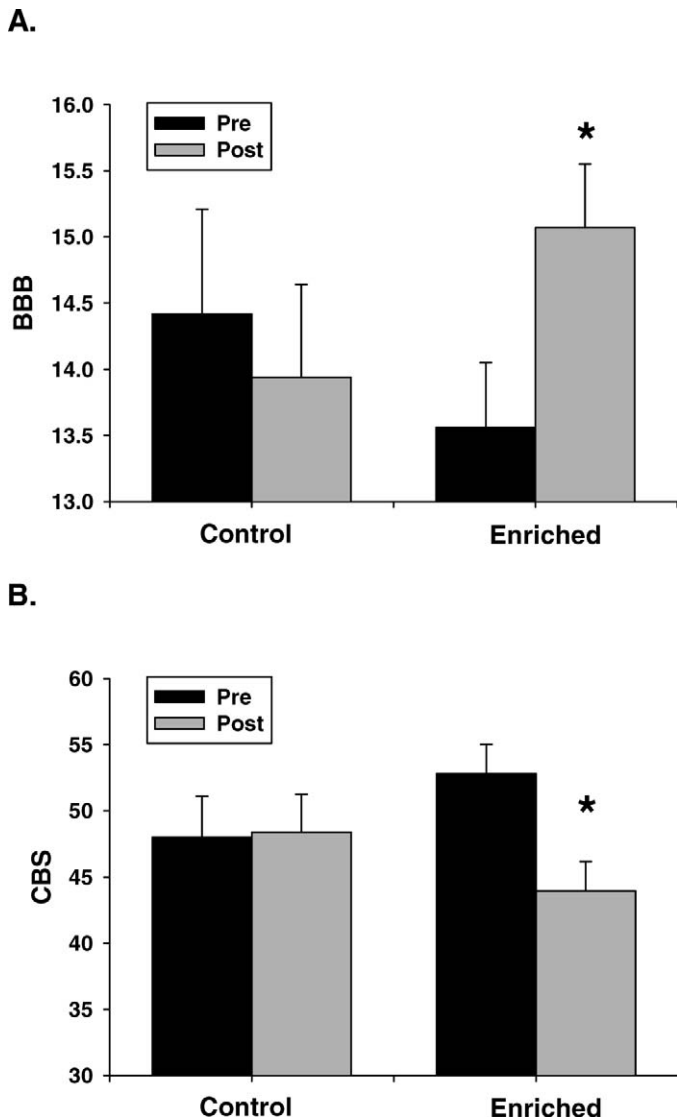 A.
16.0
15.5
15.0
14.5
14.0
13.5
13.0
BBB
Pre
Post
*
Control Enriched
B.
60
55
50
45
40
35
30
CBS
Pre
Post
*
Control Enriched